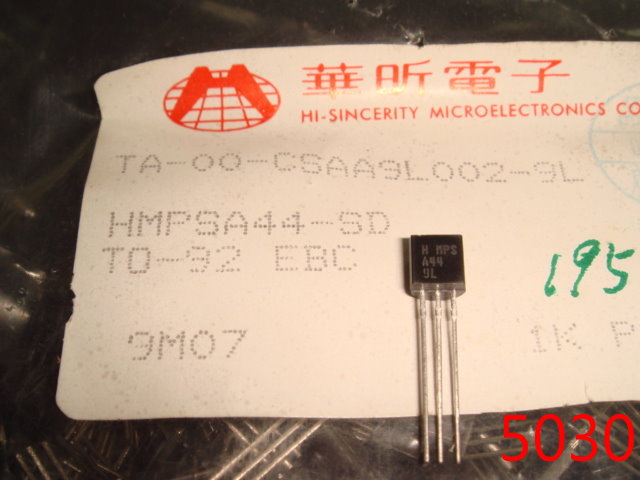 華昕電子
HI-SINCERITY MICROELECTRONICS CO
TA-00-CSAA9L002-9L
HMPSA44-SD
TO-92 EBC
H MPS
A44
9L
195
9M07
1K P
5030